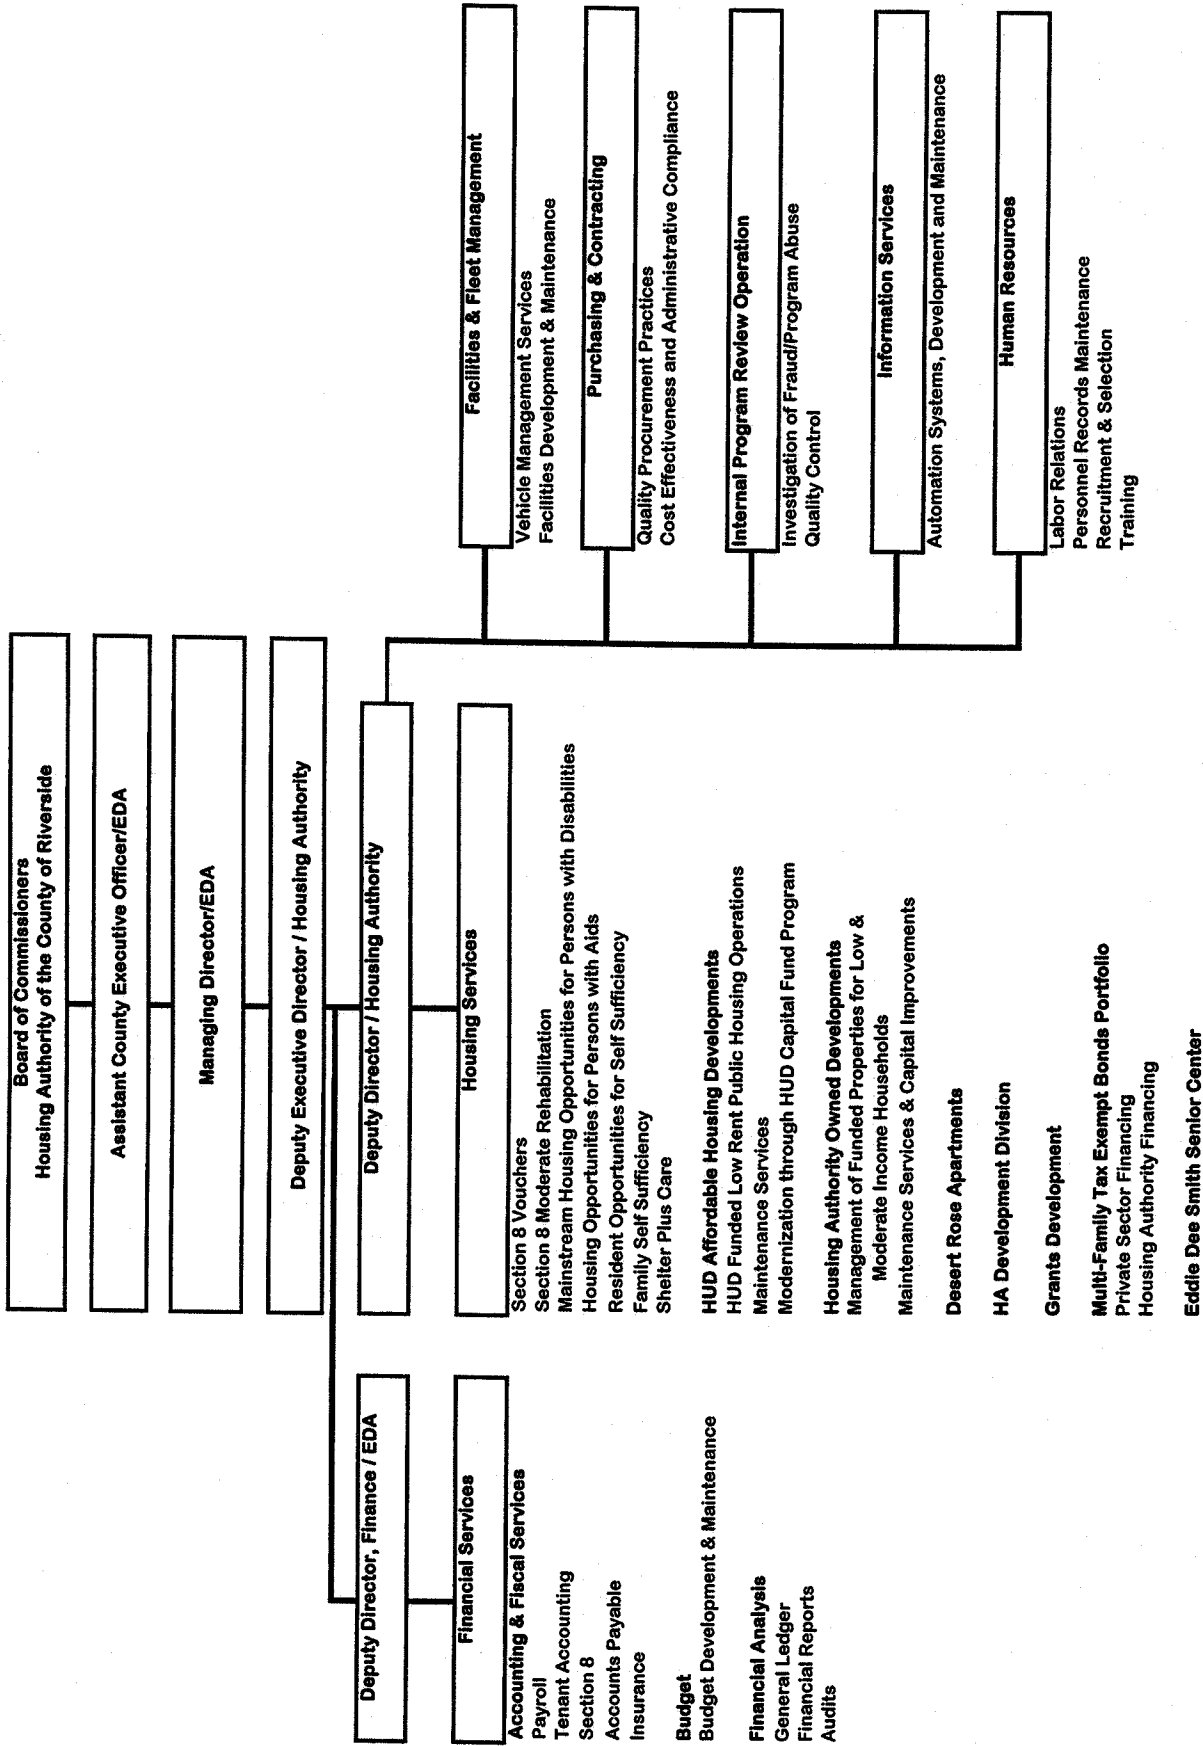 Board of Commissioners
Housing Authority of the County of Riverside
Assistant County Executive Officer/EDA
Managing Director/EDA
Deputy Executive Director / Housing Authority
Deputy Director, Finance / EDA
Financial Services
Accounting & Fiscal Services
Payroll
Tenant Accounting
Section 8
Accounts Payable
Insurance
Budget
Budget Development & Maintenance
Financial Analysis
General Ledger
Financial Reports
Audits
Deputy Director / Housing Authority
Housing Services
Section 8 Vouchers
Section 8 Moderate Rehabilitation
Mainstream Housing Opportunities for Persons with Disabilities
Housing Opportunities for Persons with Aids
Resident Opportunities for Self Sufficiency
Family Self Sufficiency
Shelter Plus Care
HUD Affordable Housing Developments
HUD Funded Low Rent Public Housing Operations
Maintenance Services
Modernization through HUD Capital Fund Program
Housing Authority Owned Developments
Management of Funded Properties for Low &
Moderate Income Households
Maintenance Services & Capital Improvements
Desert Rose Apartments
HA Development Division
Grants Development
Multi-Family Tax Exempt Bonds Portfolio
Private Sector Financing
Housing Authority Financing
Eddie Dee Smith Senior Center
Facilities & Fleet Management
Vehicle Management Services
Facilities Development & Maintenance
Purchasing & Contracting
Quality Procurement Practices
Cost Effectiveness and Administrative Compliance
Internal Program Review Operation
Investigation of Fraud/Program Abuse
Quality Control
Information Services
Automation Systems, Development and Maintenance
Human Resources
Labor Relations
Personnel Records Maintenance
Recruitment & Selection
Training